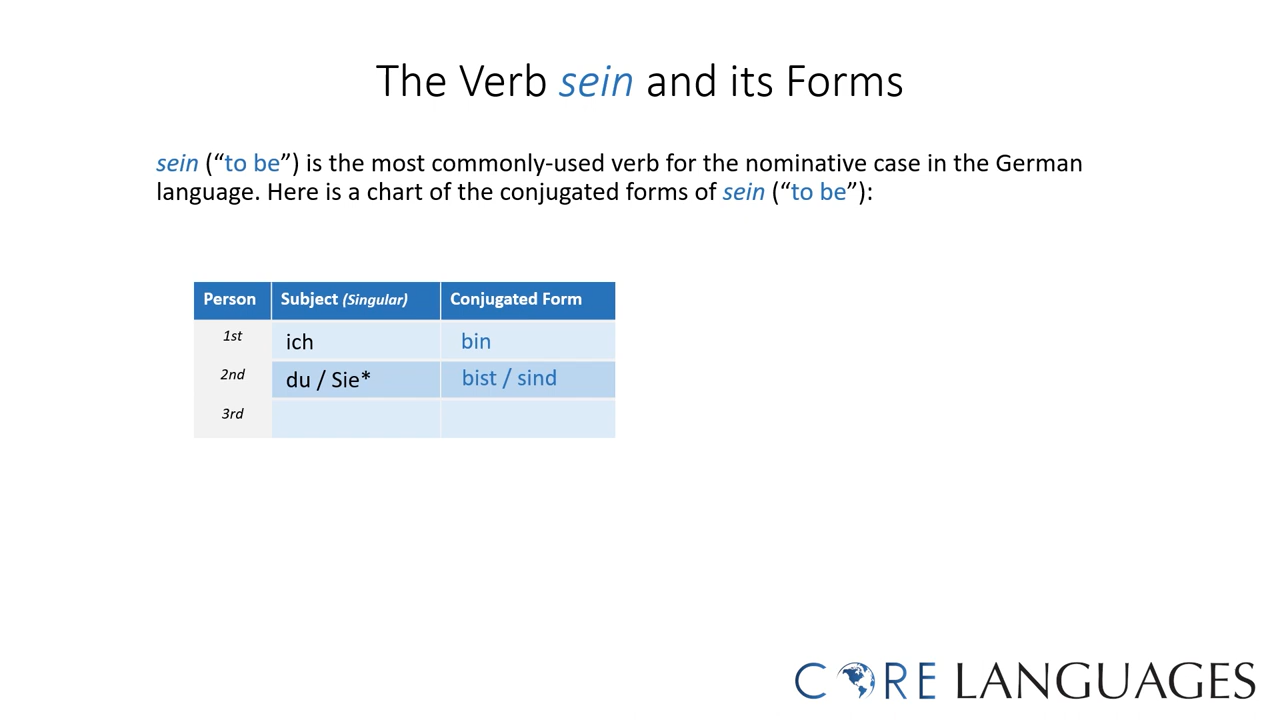 The Verb sein and its Forms
sein (“to be”) is the most commonly-used verb for the nominative case in the German
language. Here is a chart of the conjugated forms of sein (“to be”):
Person Subject (Singular) Conjugated Form
1st ich bin
2nd du / Sie* bist / sind
3rd
CORE LANGUAGES